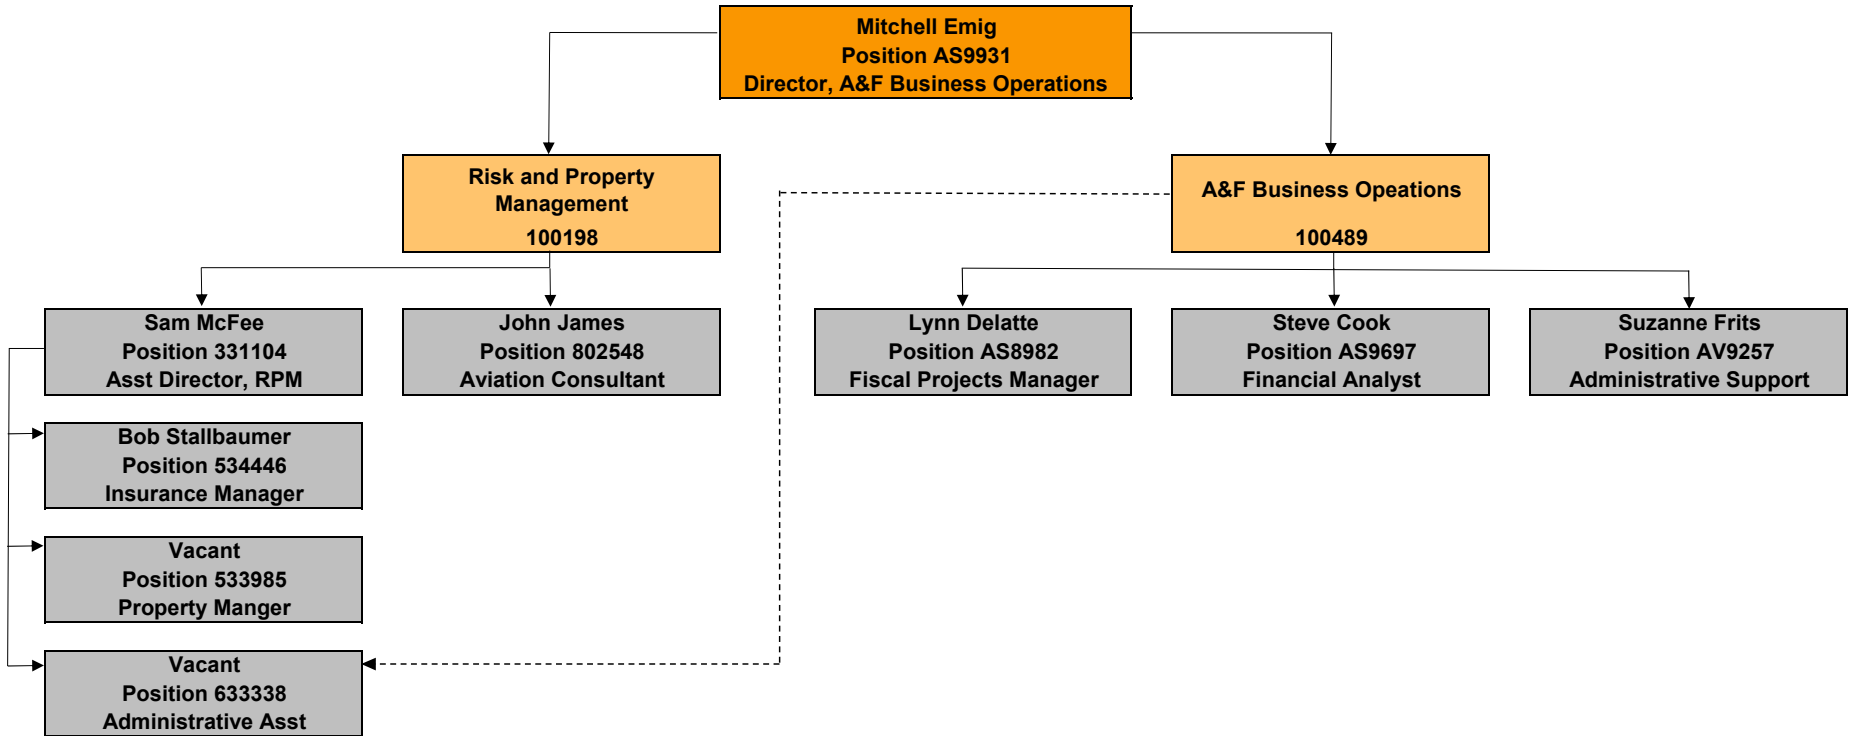 Mitchell Emig
Position AS9931
Director, A&F Business Operations
Risk and Property
Management
100198
A&F Business Opeations
100489
Sam McFee
Position 331104
Asst Director, RPM
John James
Position 802548
Aviation Consultant
Lynn Delatte
Position AS8982
Fiscal Projects Manager
Steve Cook
Position AS9697
Financial Analyst
Suzanne Frits
Position AV9257
Administrative Support
Bob Stallbaumer
Position 534446
Insurance Manager
Vacant
Position 533985
Property Manger
Vacant
Position 633338
Administrative Asst